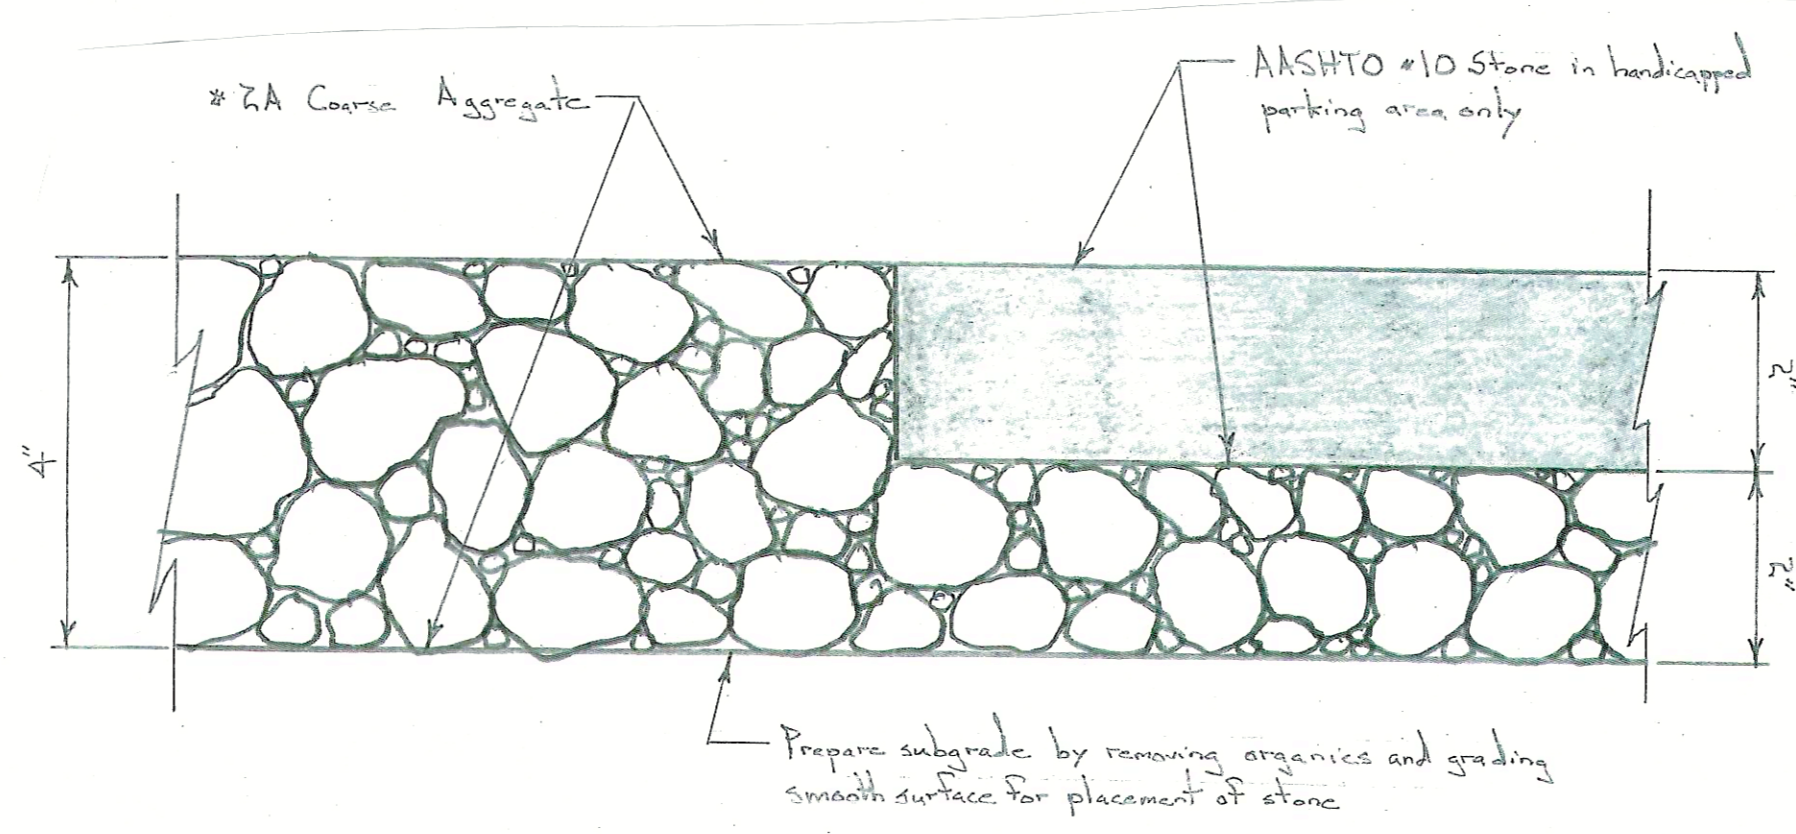 #2A Coarse Aggregate
AASHTO #10 Stone in handicapped
parking area only
4"
2"
2"
Prepare subgrade by removing organics and grading
smooth surface for placement of stone